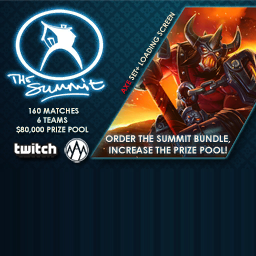 The Summit
160 MATCHES
6 TEAMS
$80,000 PRIZE POOL
twitch
AXE SET+ LOADING SCREEN
ORDER THE SUMMIT BUNDLE,
INCREASE THE PRIZE POOL!